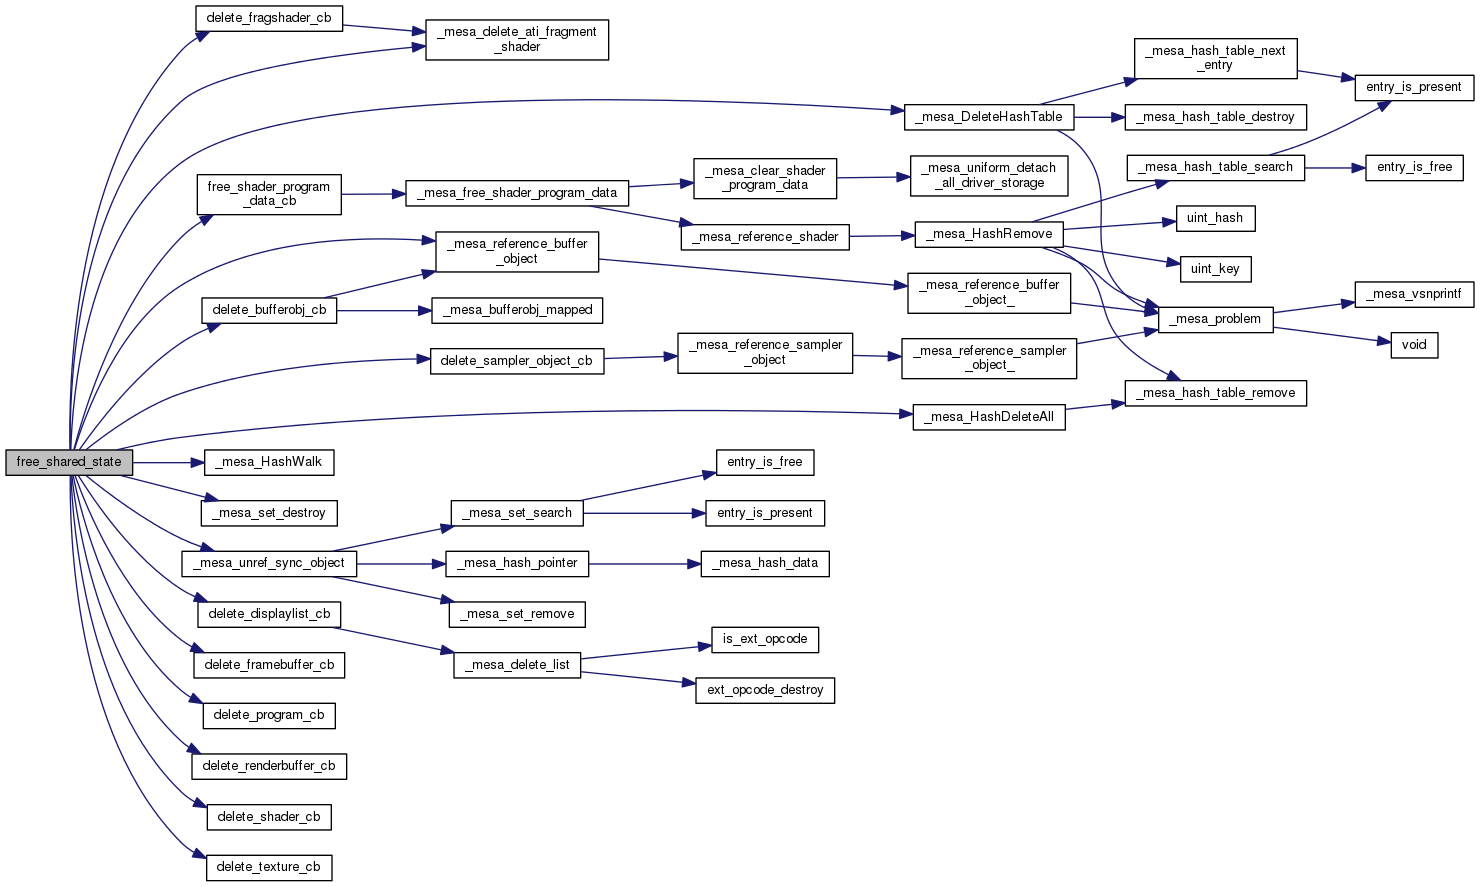 delete_fragshader_cb
_mesa_delete_ati_fragment
_shader
_mesa_hash_table_next
_entry
entry_is_present
_mesa_DeleteHashTable
_mesa_hash_table_destroy
free_shader_program
_data_cb
_mesa_free_shader_program_data
_mesa_clear_shader
_program_data
_mesa_uniform_detach
_all_driver_storage
_mesa_hash_table_search
entry_is_free
_mesa_reference_shader
_mesa_HashRemove
uint_hash
uint_key
_mesa_reference_buffer
_object
_mesa_reference_buffer
_object_
delete_bufferobj_cb
_mesa_bufferobj_mapped
_mesa_problem
_mesa_vsnprintf
void
delete_sampler_object_cb
_mesa_reference_sampler
_object
_mesa_reference_sampler
_object_
_mesa_hash_table_remove
_mesa_HashDeleteAll
free_shared_state
_mesa_HashWalk
_mesa_set_destroy
_mesa_unref_sync_object
_mesa_set_search
entry_is_free
entry_is_present
_mesa_hash_pointer
_mesa_hash_data
_mesa_set_remove
delete_displaylist_cb
_mesa_delete_list
is_ext_opcode
ext_opcode_destroy
delete_framebuffer_cb
delete_program_cb
delete_renderbuffer_cb
delete_shader_cb
delete_texture_cb